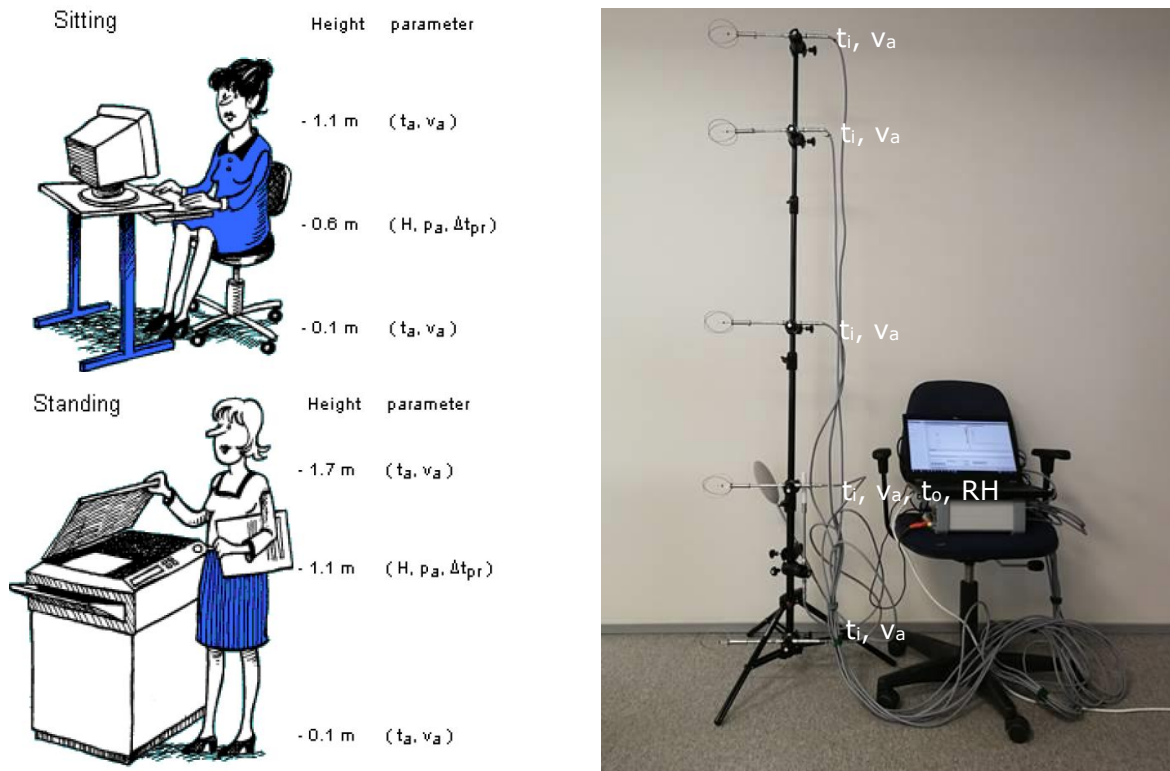 Sitting Height parameter
- 1.1 m (ta, va)
- 0.6 m (H, pa, Δtpr)
- 0.1 m (ta, va)
Standing Height parameter
- 1.7 m (ta, va)
- 1.1 m (H, pa, Δtpr)
- 0.1 m (ta, va)
ti, va
ti, va
ti, va
ti, va, to, RH
ti, va